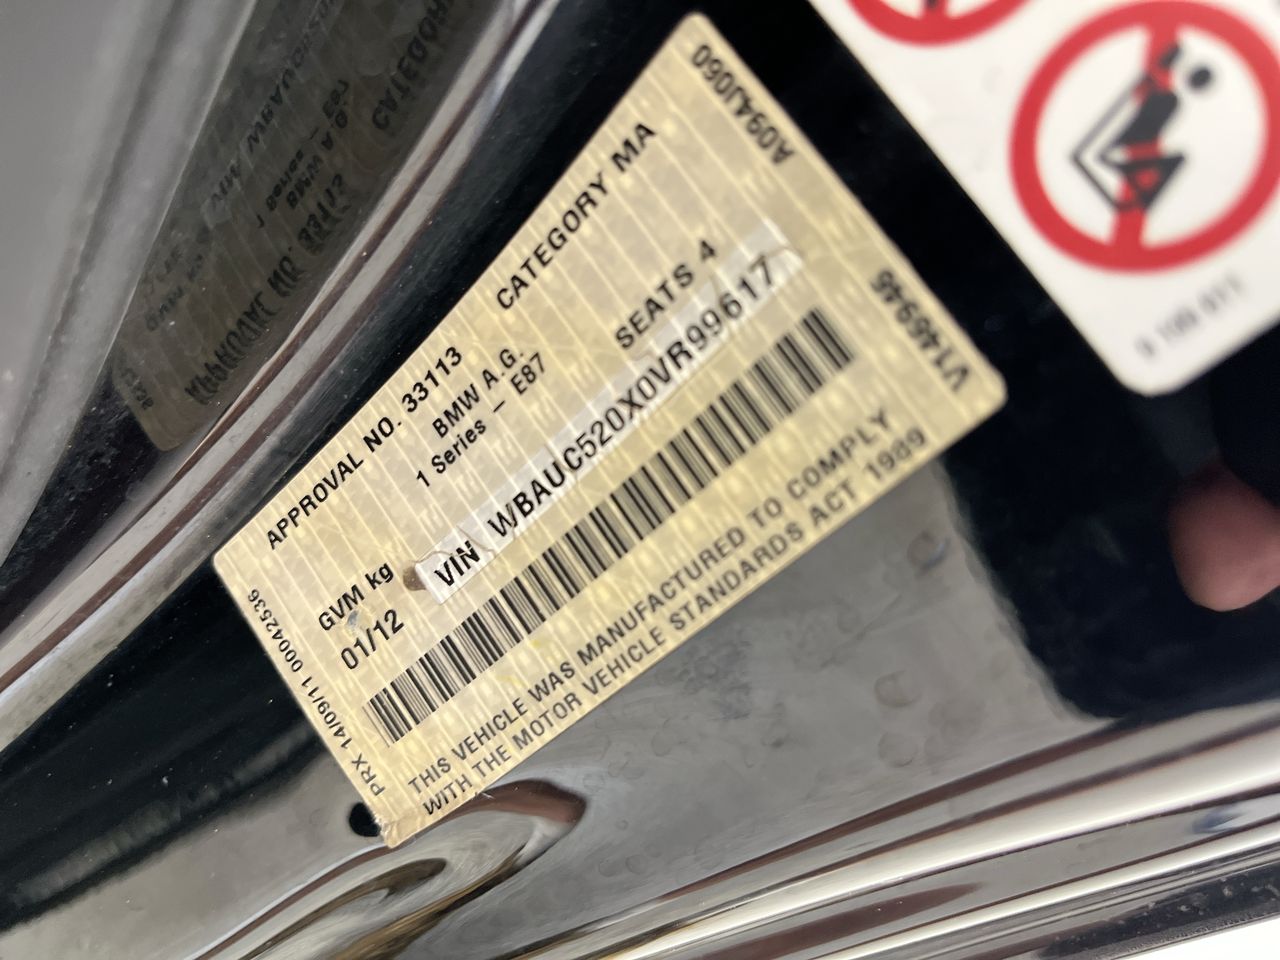 APPROVAL NO. 33113 CATEGORY MA
BMW A.G.
1 Series – E87
GVM kg SEATS 4
01/12
VIN WBAUC520X0VR99617
THIS VEHICLE WAS MANUFACTURED TO COMPLY
WITH THE MOTOR VEHICLE STANDARDS ACT 1989
PRX 14/09/11 00042536
A094J060
V1146946